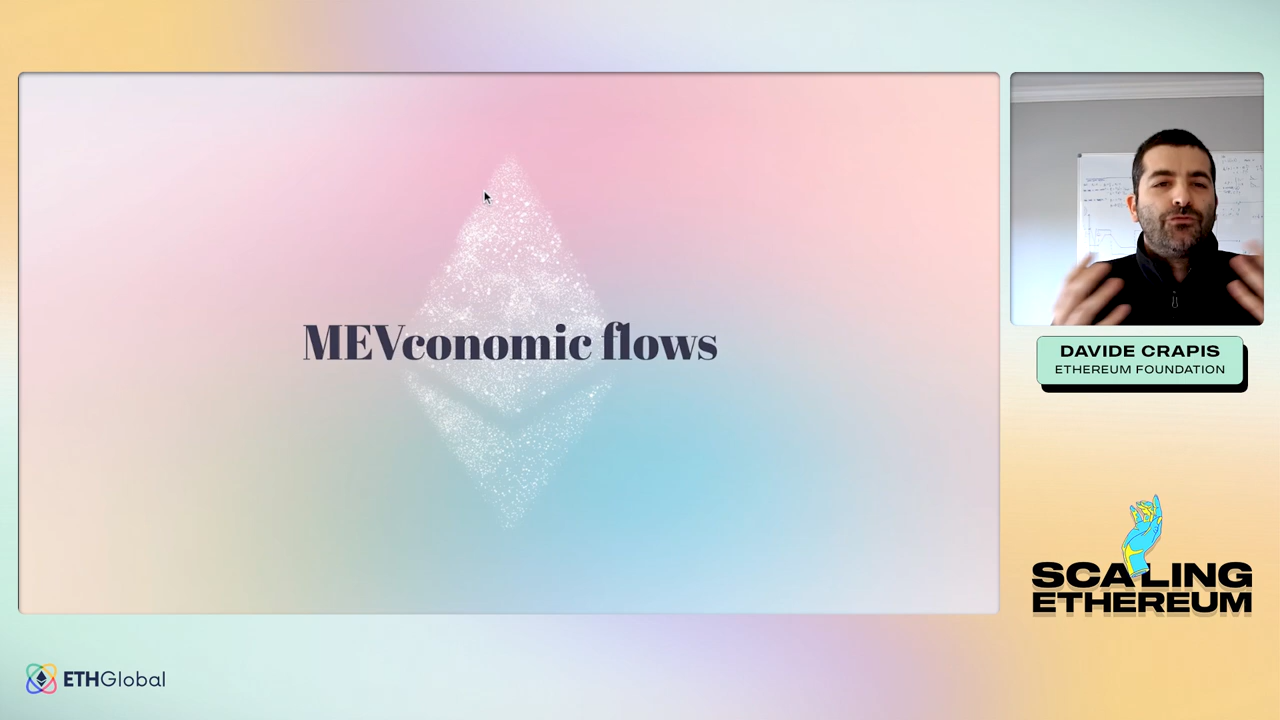 MEVconomic flows
DAVIDE CRAPIS
ETHEREUM FOUNDATION
SCALING
ETHEREUM
ETHGlobal